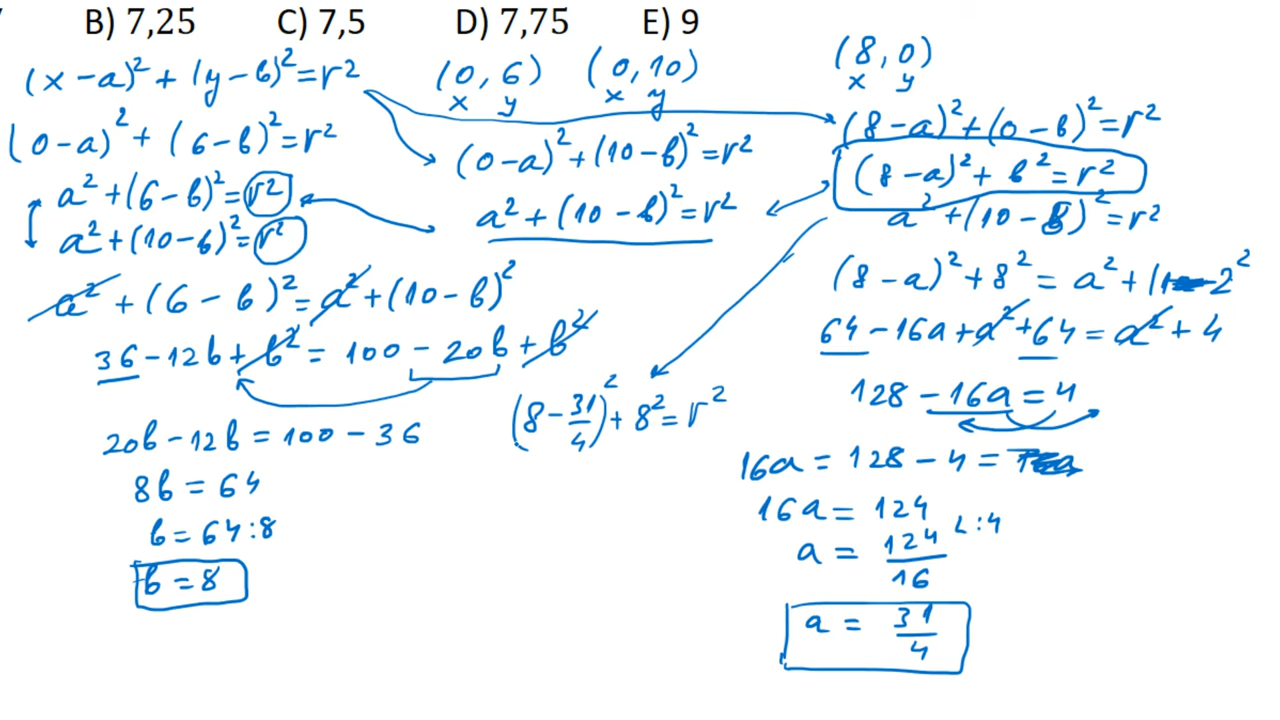 B) 7,25 C) 7,5 D) 7,75 E) 9
(x - a)² + (y - b)² = r²
(0 - a)² + (6 - b)² = r²
a² + (6 - b)² = r²
a² + (10 - b)² = r²
a² + (6 - b)² = a² + (10 - b)²
36 - 12b + b² = 100 - 20b + b²
20b - 12b = 100 - 36
8b = 64
b = 64 : 8
b = 8
(0, 6) (0, 10)
x y x y
(0 - a)² + (10 - b)² = r²
a² + (10 - b)² = r²
(8 - 31/4)² + 8² = r²
(8, 0)
x y
(8 - a)² + (0 - b)² = r²
(8 - a)² + b² = r²
a² + (10 - 8)² = r²
(8 - a)² + 8² = a² + 2²
64 - 16a + a² + 64 = a² + 4
128 - 16a = 4
16a = 128 - 4 =
16a = 124
a = 124/16 : 4
a = 31/4